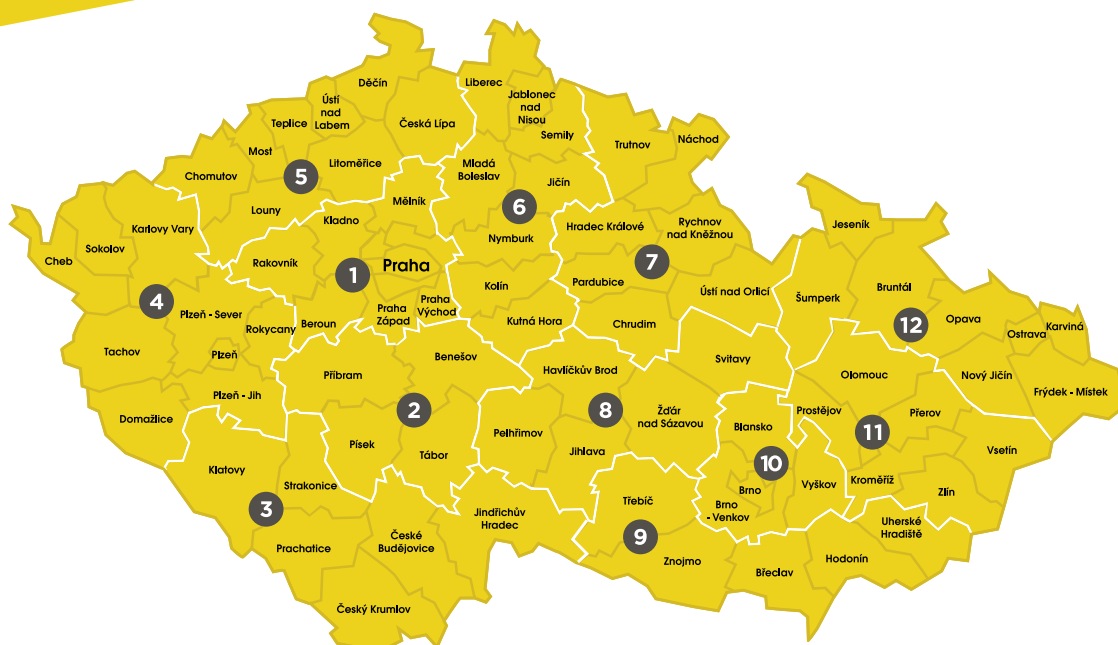 Děčín
Liberec
Jablonec
nad
Nisou
Ústí
nad
Labem
Teplice
Česká Lípa
Semily
Most
Litoměřice
Chomutov
5
Louny
Trutnov
Náchod
Mladá
Boleslav
Jičín
6
Nymburk
Kolín
Kutná Hora
Mělník
Kladno
Rakovník
1
Praha
Praha
Západ
Praha
Východ
Beroun
Karlovy Vary
Sokolov
Cheb
4
Plzeň - Sever
Rokycany
Tachov
Plzeň
Plzeň - Jih
Domažlice
Hradec Králové
Rychnov
nad Kněžnou
7
Pardubice
Ústí nad Orlicí
Chrudim
Svitavy
Jeseník
Šumperk
Bruntál
12
Opava
Ostrava
Karviná
Nový Jičín
Frýdek - Místek
Benešov
Příbram
2
Písek
Tábor
Havlíčkův Brod
8
Pelhřimov
Jihlava
Žďár
nad Sázavou
Olomouc
Prostějov
11
Přerov
Vsetín
Kroměříž
Zlín
Blansko
10
Brno
Brno
- Venkov
Vyškov
Klatovy
Strakonice
3
Prachatice
České
Budějovice
Jindřichův
Hradec
Český Krumlov
Třebíč
9
Znojmo
Břeclav
Hodonín
Uherské
Hradiště